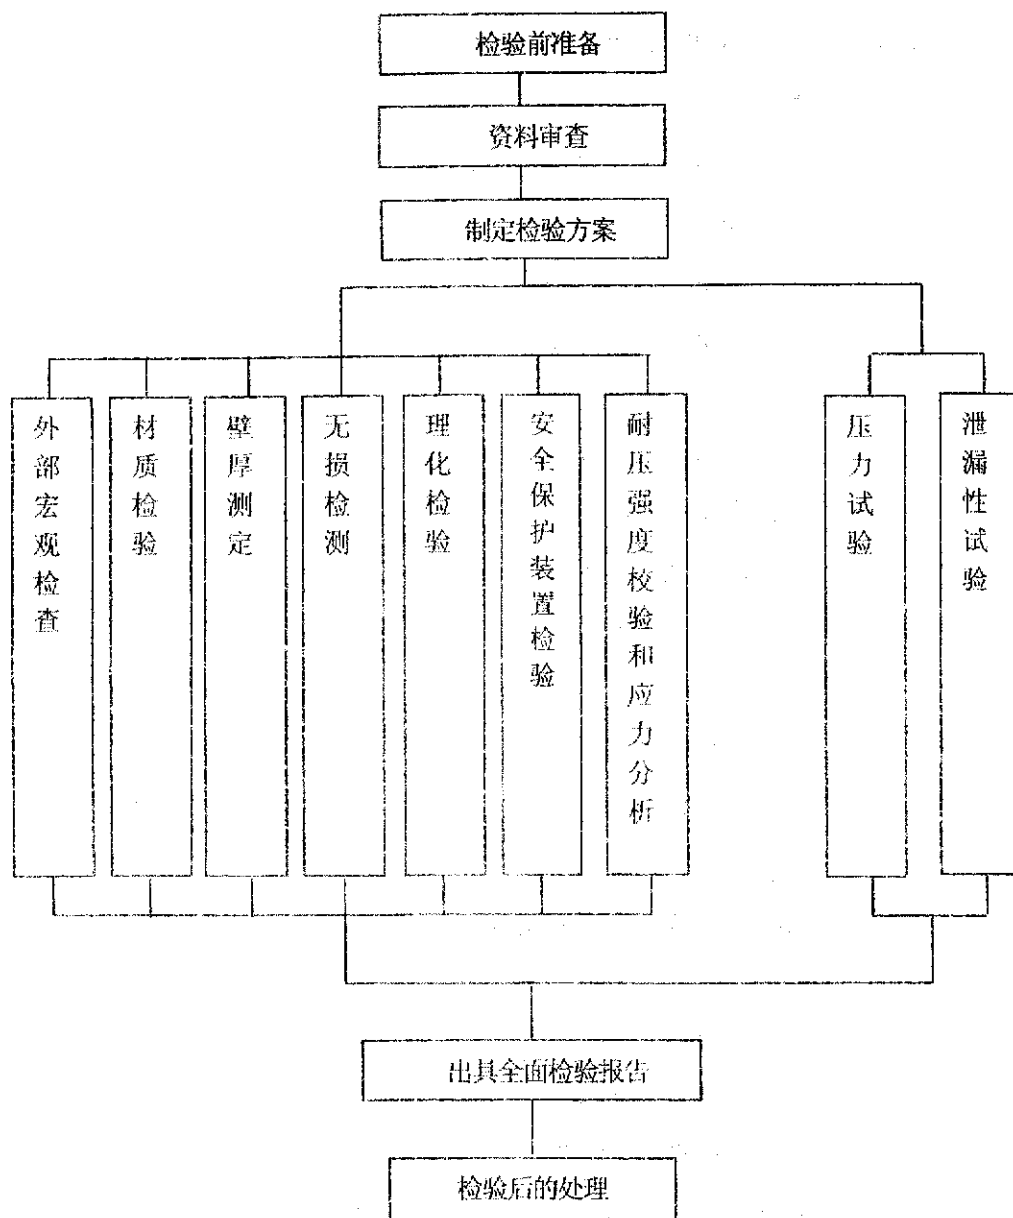 检验前准备
资料审查
制定检验方案
外部宏观检查
材质检验
壁厚测定
无损检测
理化检验
安全保护装置检验
耐压强度校验和应力分析
压力试验
泄漏性试验
出具全面检验报告
检验后的处理